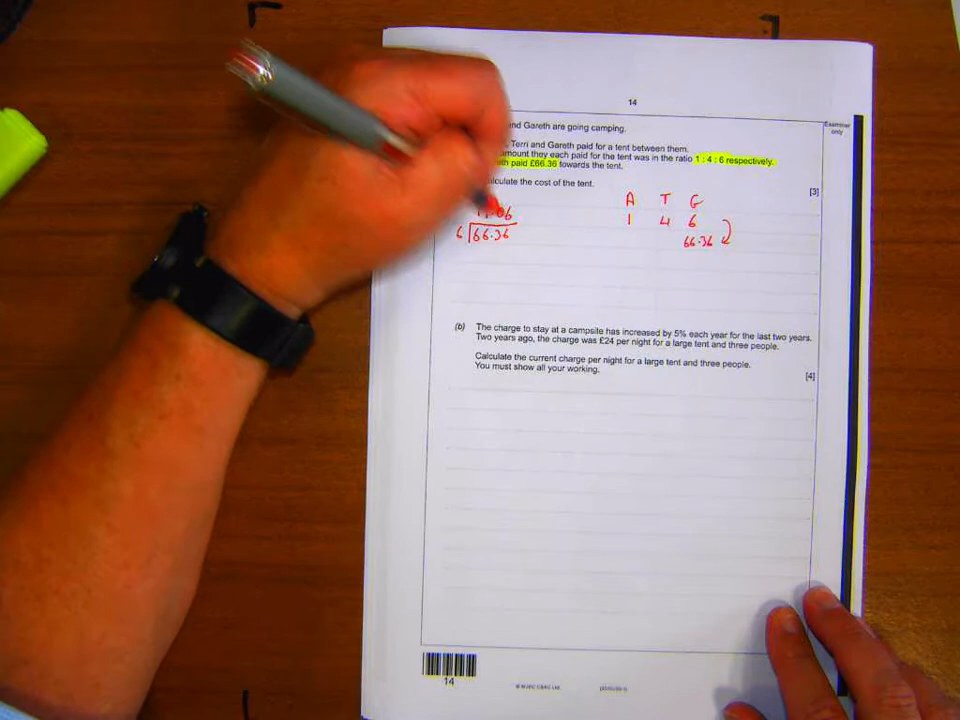 14
Examiner only
and Gareth are going camping.
Terri and Gareth paid for a tent between them.
amount they each paid for the tent was in the ratio 1 : 4 : 6 respectively.
paid £66.36 towards the tent.
calculate the cost of the tent.
[3]
A T G
1 4 6
66.36
6 66.36
(b) The charge to stay at a campsite has increased by 5% each year for the last two years.
Two years ago, the charge was £24 per night for a large tent and three people.
Calculate the current charge per night for a large tent and three people.
You must show all your working.
[4]
14